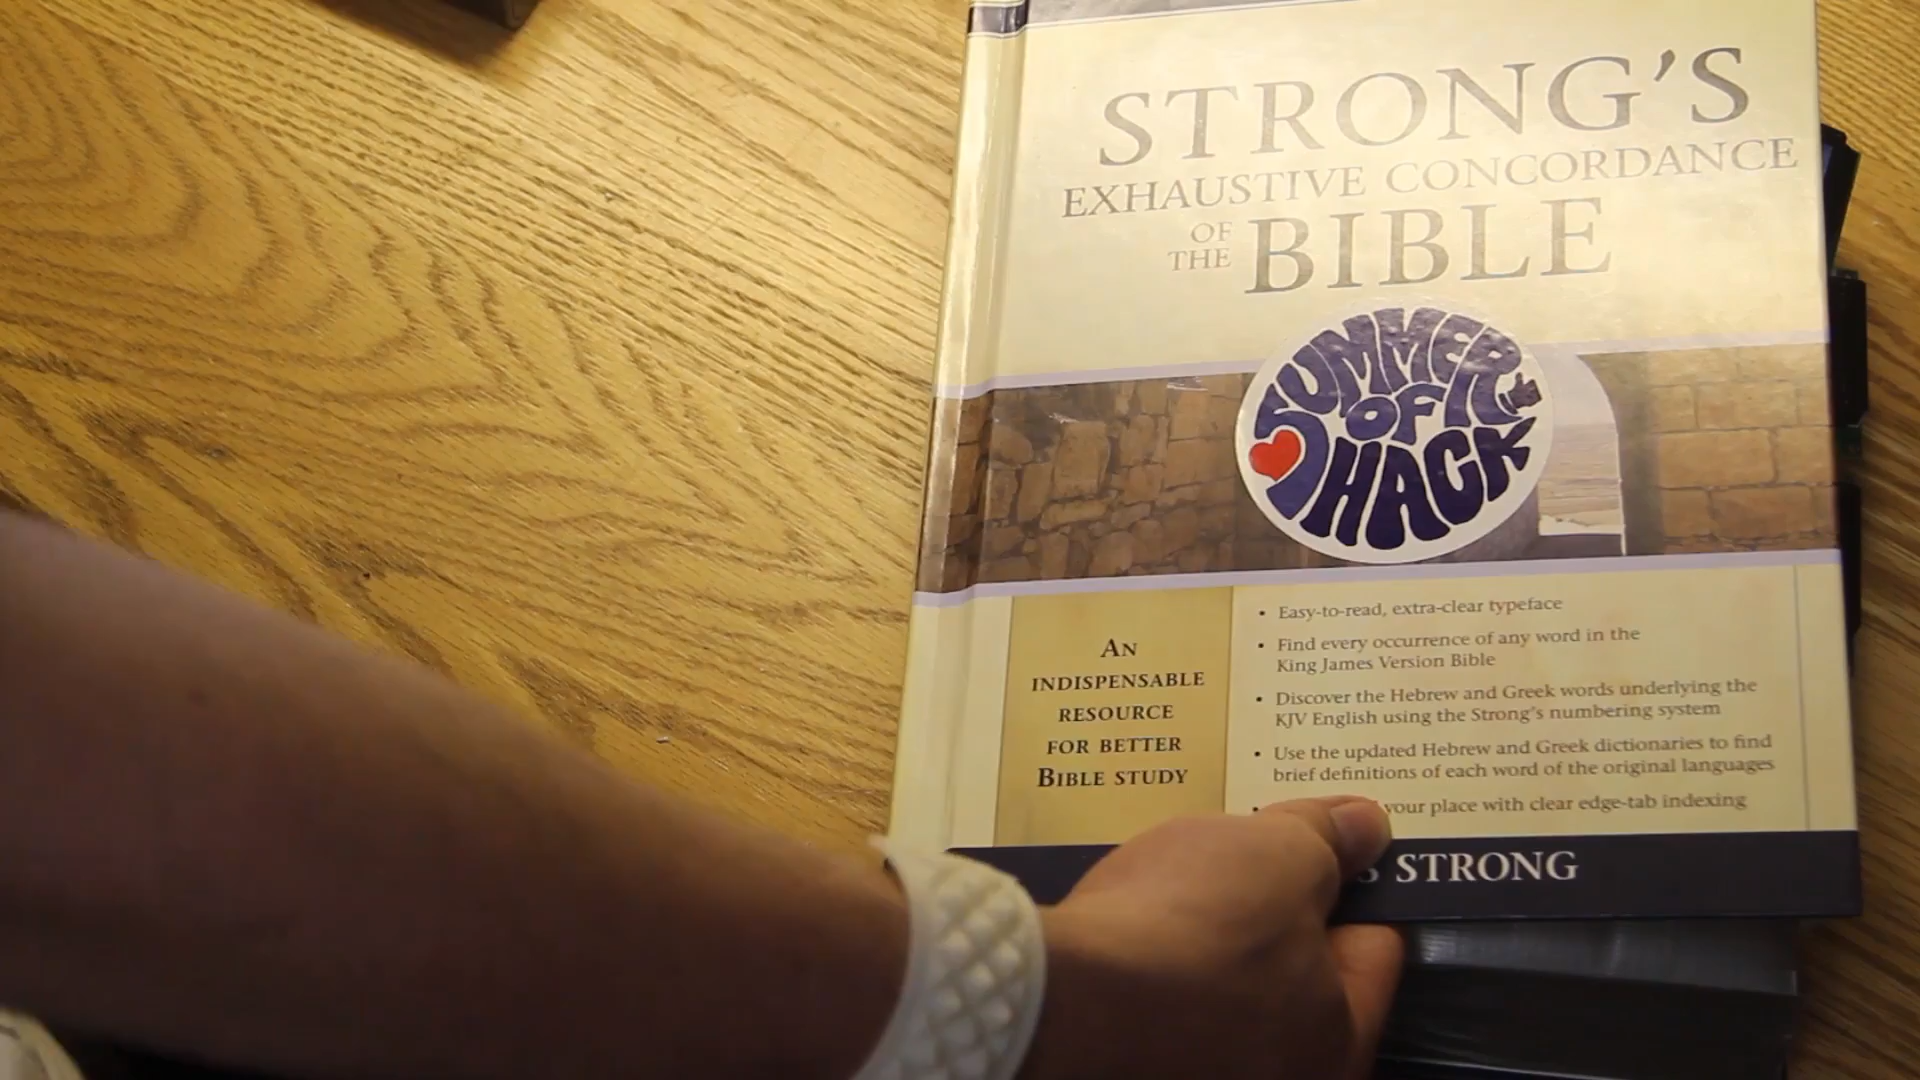 STRONG'S
EXHAUSTIVE CONCORDANCE
OF
THE BIBLE
SUMMER
OF
HACK
AN
INDISPENSABLE
RESOURCE
FOR BETTER
BIBLE STUDY
• Easy-to-read, extra-clear typeface
• Find every occurrence of any word in the
King James Version Bible
• Discover the Hebrew and Greek words underlying the
KJV English using the Strong's numbering system
• Use the updated Hebrew and Greek dictionaries to find
brief definitions of each word of the original languages
• your place with clear edge-tab indexing
STRONG